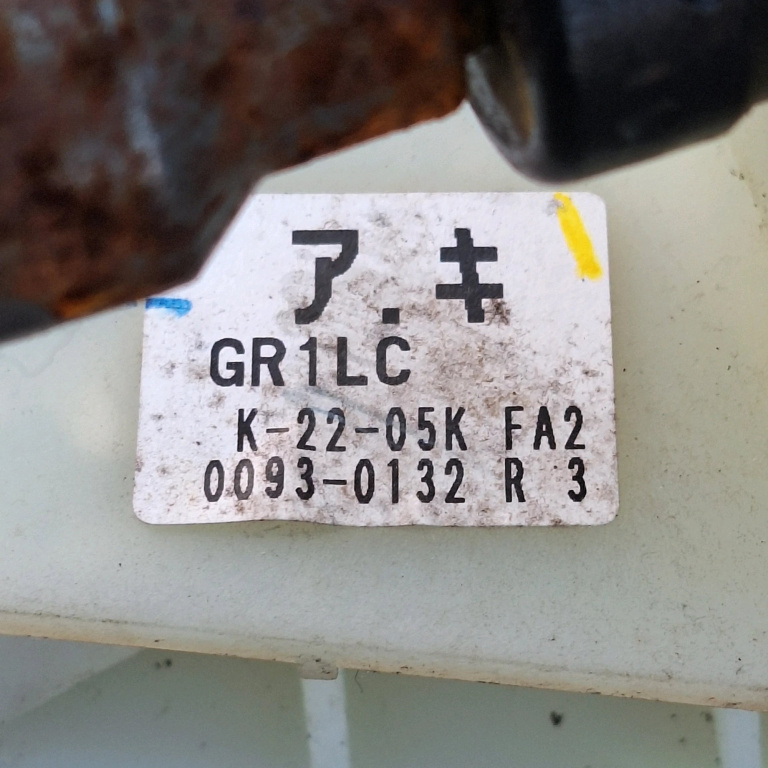 ア.キ
GR1LC
K-22-05K FA2
0093-0132 R 3